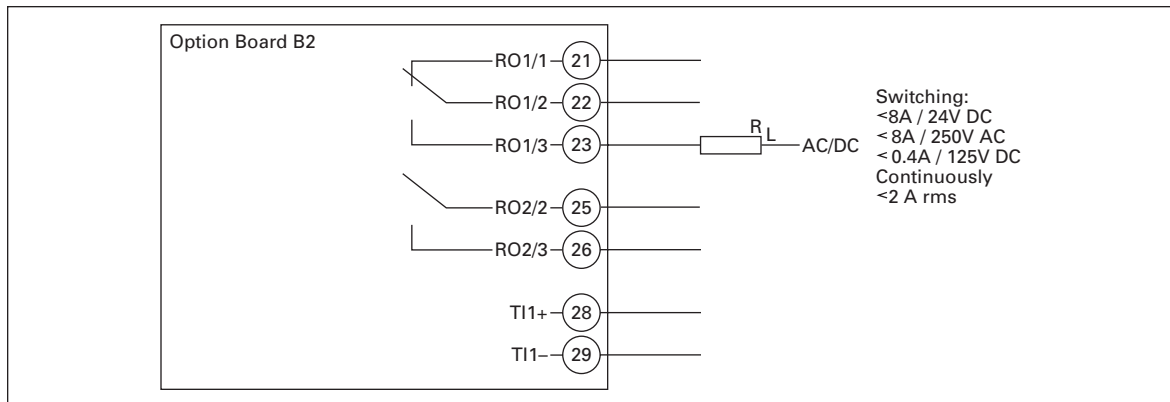 Option Board B2
RO1/1 21
RO1/2 22
RO1/3 23
RL AC/DC
RO2/2 25
RO2/3 26
TI1+ 28
TI1– 29
Switching:
<8A / 24V DC
<8A / 250V AC
<0.4A / 125V DC
Continuously
<2 A rms